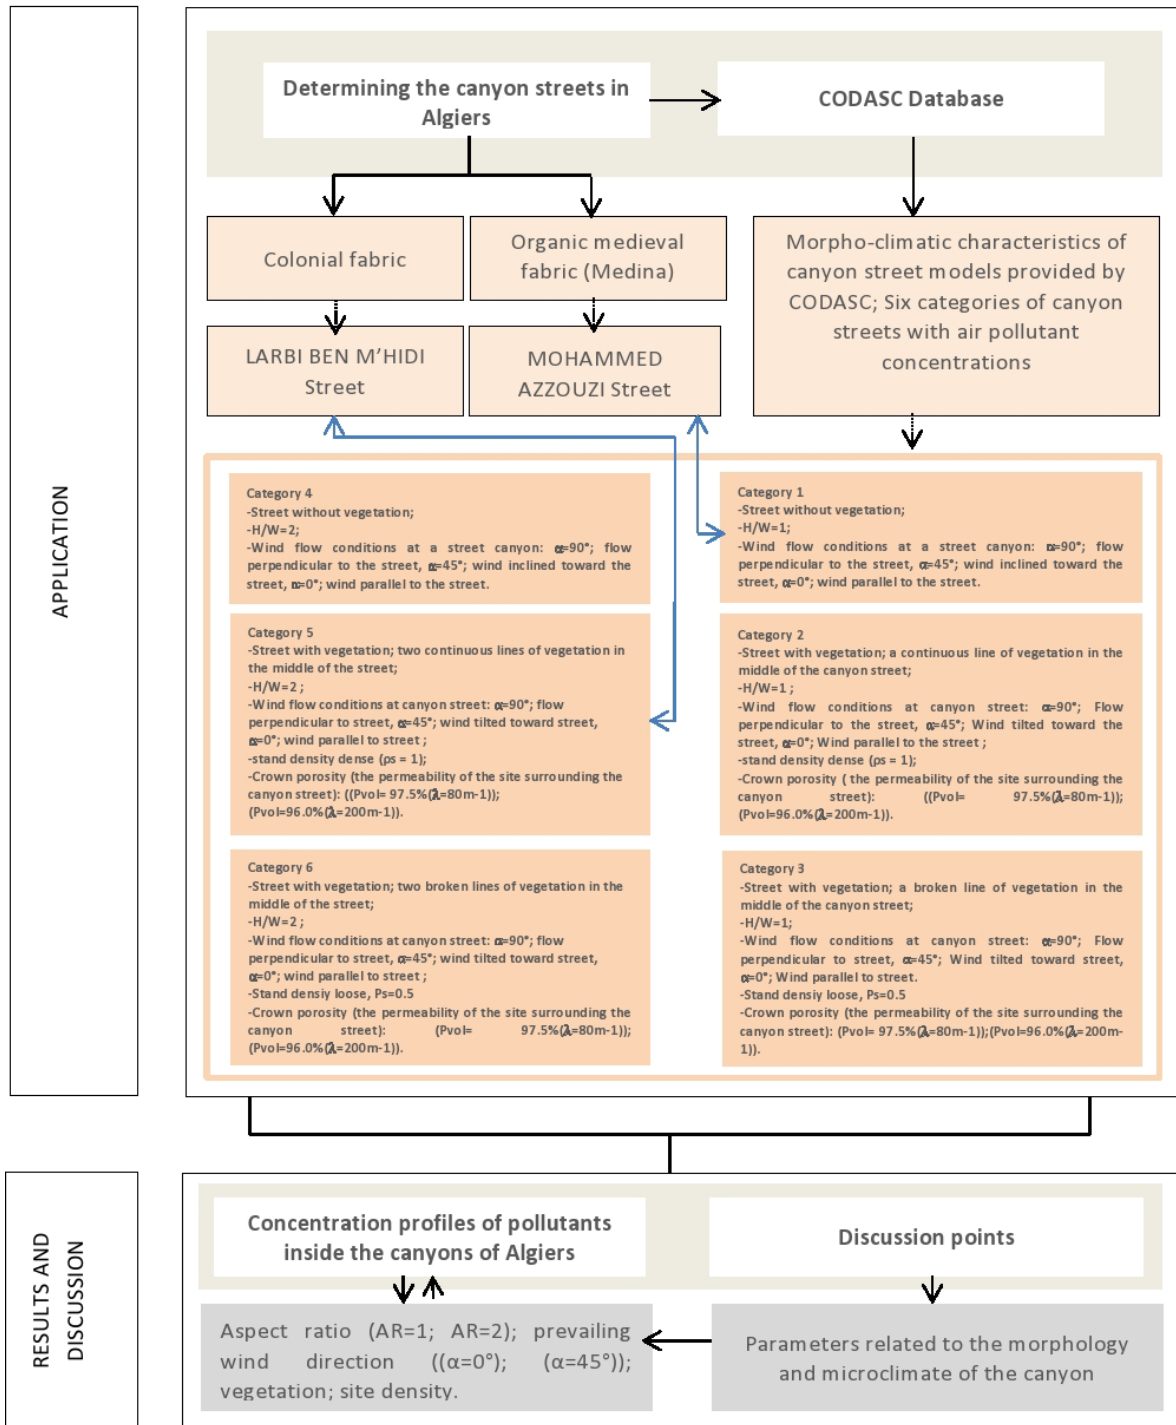 APPLICATION
Determining the canyon streets in
Algiers
CODASC Database
Colonial fabric
Organic medieval
fabric (Medina)
Morpho-climatic characteristics of
canyon street models provided by
CODASC; Six categories of canyon
streets with air pollutant
concentrations
LARBI BEN M’HIDI
Street
MOHAMMED
AZZOUZI Street
Category 4
-Street without vegetation;
-H/W=2;
-Wind flow conditions at a street canyon: α=90°; flow
perpendicular to the street, α=45°; wind inclined toward the
street, α=0°; wind parallel to the street.
Category 1
-Street without vegetation;
-H/W=1;
-Wind flow conditions at a street canyon: α=90°; flow
perpendicular to the street, α=45°; wind inclined toward the
street, α=0°; wind parallel to the street.
Category 5
-Street with vegetation; two continuous lines of vegetation in
the middle of the street;
-H/W=2 ;
-Wind flow conditions at canyon street: α=90°; flow
perpendicular to street, α=45°; wind tilted toward street,
α=0°; wind parallel to street ;
-stand density dense (ρs = 1);
-Crown porosity (the permeability of the site surrounding the
canyon street): ((Pvol= 97.5%(λ=80m-1));
(Pvol=96.0%(λ=200m-1)).
Category 2
-Street with vegetation; a continuous line of vegetation in the
middle of the canyon street;
-H/W=1 ;
-Wind flow conditions at canyon street: α=90°; Flow
perpendicular to the street, α=45°; Wind tilted toward the
street, α=0°; Wind parallel to the street ;
-stand density dense (ρs = 1);
-Crown porosity ( the permeability of the site surrounding the
canyon street): ((Pvol= 97.5%(λ=80m-1));
(Pvol=96.0%(λ=200m-1)).
Category 6
-Street with vegetation; two broken lines of vegetation in the
middle of the street;
-H/W=2 ;
-Wind flow conditions at canyon street: α=90°; flow
perpendicular to street, α=45°; wind tilted toward street,
α=0°; wind parallel to street ;
-Stand densiy loose, Ps=0.5
-Crown porosity (the permeability of the site surrounding the
canyon street): (Pvol= 97.5%(λ=80m-1));
(Pvol=96.0%(λ=200m-1)).
Category 3
-Street with vegetation; a broken line of vegetation in the
middle of the canyon street;
-H/W=1;
-Wind flow conditions at canyon street: α=90°; Flow
perpendicular to street, α=45°; Wind tilted toward street,
α=0°; Wind parallel to street.
-Stand densiy loose, Ps=0.5
-Crown porosity (the permeability of the site surrounding the
canyon street): (Pvol= 97.5%(λ=80m-1));(Pvol=96.0%(λ=200m-
1)).
RESULTS AND
DISCUSSION
Concentration profiles of pollutants
inside the canyons of Algiers
Discussion points
Aspect ratio (AR=1; AR=2); prevailing
wind direction ((α=0°); (α=45°));
vegetation; site density.
Parameters related to the morphology
and microclimate of the canyon